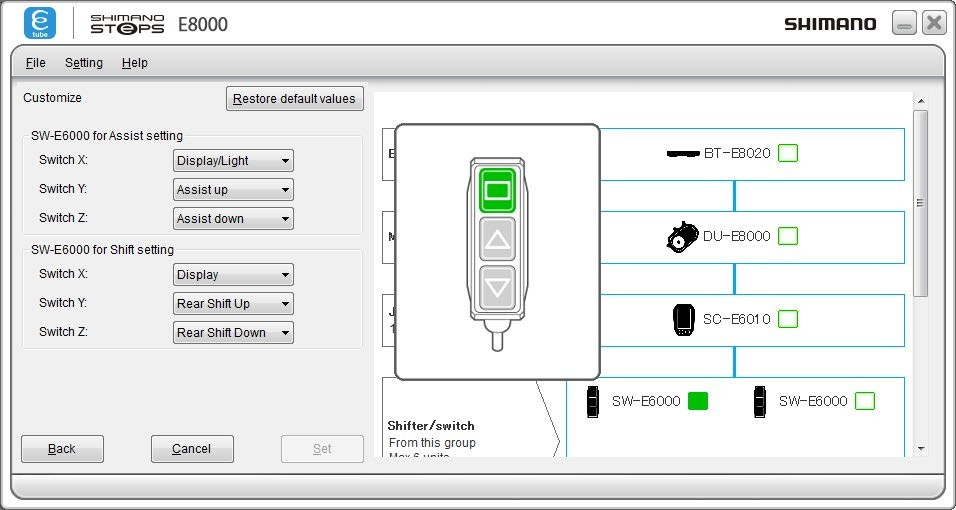 E tube
SHIMANO STEPS E8000
SHIMANO
File Setting Help
Customize
Restore default values
SW-E6000 for Assist setting
Switch X: Display/Light
Switch Y: Assist up
Switch Z: Assist down
SW-E6000 for Shift setting
Switch X: Display
Switch Y: Rear Shift Up
Switch Z: Rear Shift Down
Back
Cancel
Set
BT-E8020
DU-E8000
SC-E6010
SW-E6000
SW-E6000
Shifter/switch
From this group
Max 6 units